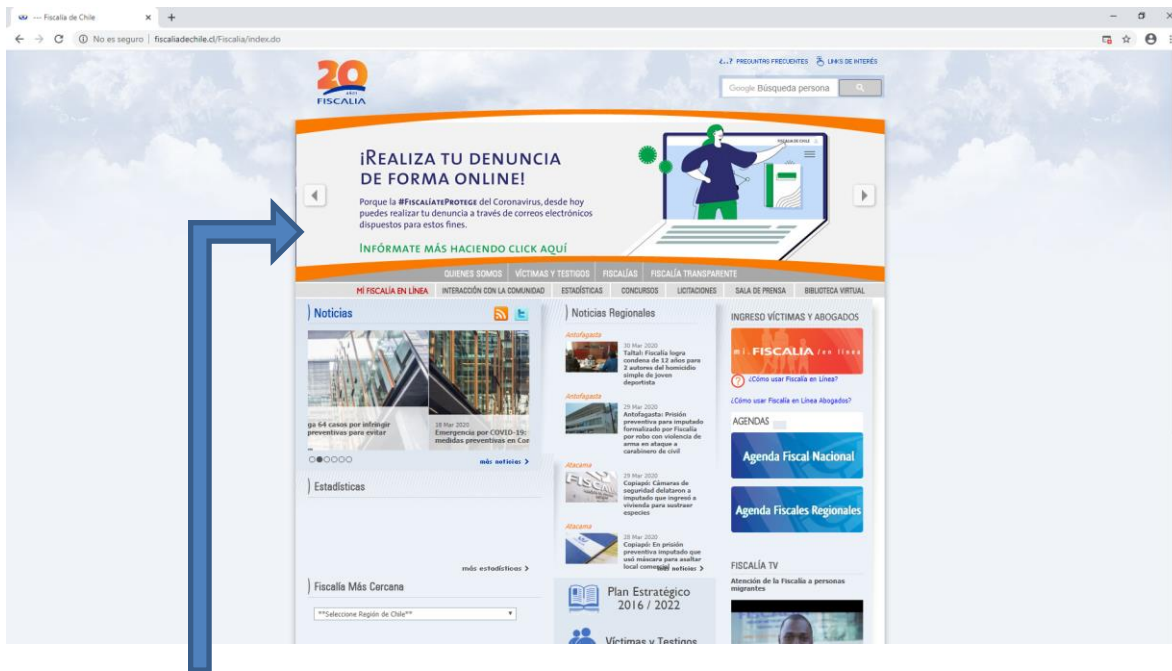 --- Fiscalia de Chile
No es seguro | fiscaliadechile.cl/Fiscalia/index.do
20
años
FISCALIA
¿..? PREGUNTAS FRECUENTES LINKS DE INTERÉS
Google Búsqueda persona
¡REALIZA TU DENUNCIA
DE FORMA ONLINE!
Porque la #FISCALÍATEPROTEGE del Coronavirus, desde hoy
puedes realizar tu denuncia a través de correos electrónicos
dispuestos para estos fines.
INFÓRMATE MÁS HACIENDO CLICK AQUÍ
FISCALIA DE CHILE
QUIENES SOMOS VÍCTIMAS Y TESTIGOS FISCALÍAS FISCALÍA TRANSPARENTE
MI FISCALÍA EN LÍNEA INTERACCIÓN CON LA COMUNIDAD ESTADÍSTICAS CONCURSOS LICITACIONES SALA DE PRENSA BIBLIOTECA VIRTUAL
Noticias
ga 64 casos por infringir
preventivas para evitar
28 Mar 2020
Emergencia por COVID-19:
medidas preventivas en Cor
más noticias >
Estadísticas
más estadísticas >
Fiscalía Más Cercana
**Seleccione Región de Chile**
Noticias Regionales
Antofagasta
30 Mar 2020
Taltal: Fiscalía logra
condena de 12 años para
2 autores del homicidio
simple de joven
deportista
Antofagasta
29 Mar 2020
Antofagasta: Prisión
preventiva para imputado
formalizado por Fiscalía
por robo con violencia de
arma en ataque a
carabinero de civil
Atacama
29 Mar 2020
Copiapó: Cámaras de
seguridad delataron a
imputado que ingresó a
vivienda para sustraer
especies
Atacama
28 Mar 2020
Copiapó: En prisión
preventiva imputado que
usó máscara para asaltar
local comercial
más noticias >
Plan Estratégico
2016 / 2022
Víctimas y Testigos
INGRESO VÍCTIMAS Y ABOGADOS
mi. FISCALIA /en línea
¿Cómo usar Fiscalía en Línea?
¿Cómo usar Fiscalía en Línea Abogados?
AGENDAS
Agenda Fiscal Nacional
Agenda Fiscales Regionales
FISCALÍA TV
Atención de la Fiscalía a personas
migrantes